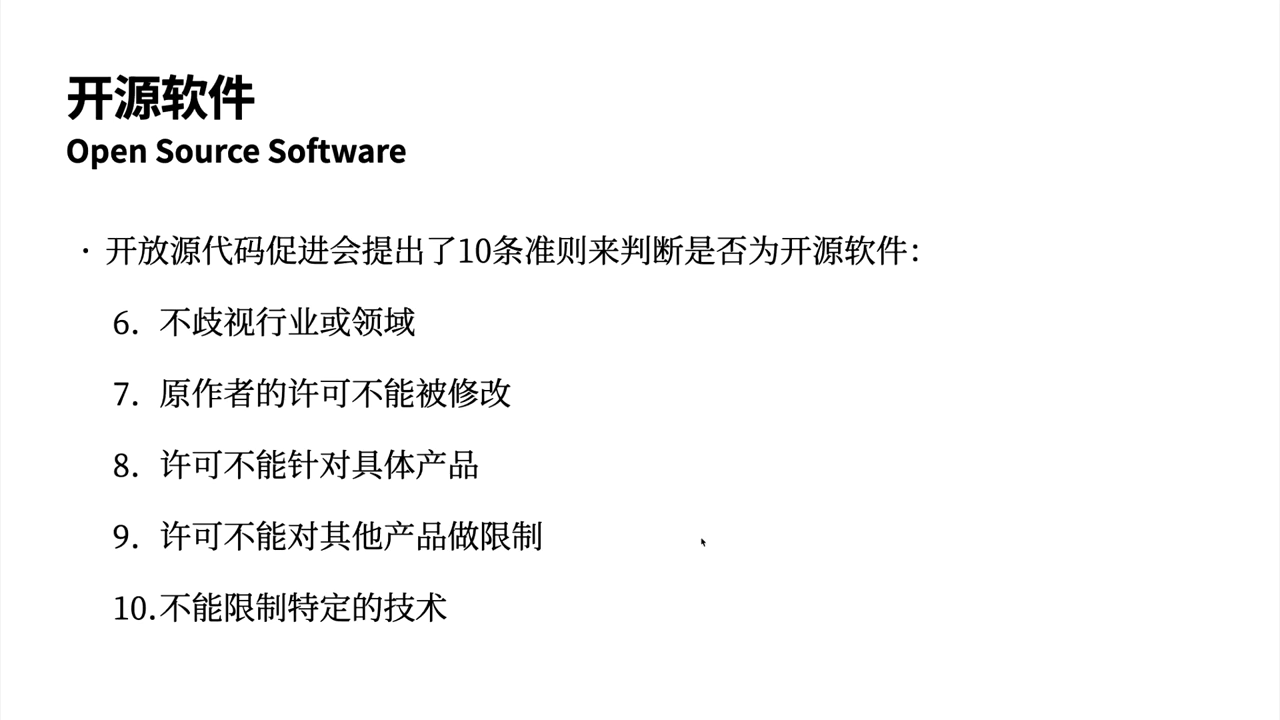 开源软件
Open Source Software
· 开放源代码促进会提出了10条准则来判断是否为开源软件：
6. 不歧视行业或领域
7. 原作者的许可不能被修改
8. 许可不能针对具体产品
9. 许可不能对其他产品做限制
10.不能限制特定的技术